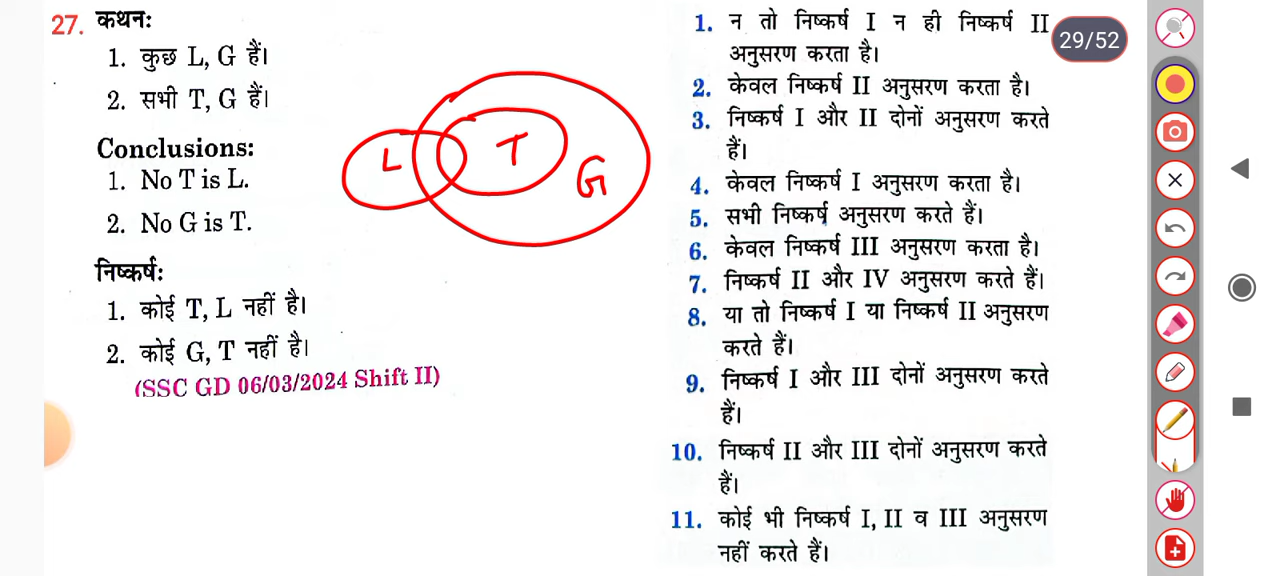 27. कथनः
1. कुछ L, G हैं।
2. सभी T, G हैं।
Conclusions:
1. No T is L.
2. No G is T.
निष्कर्षः
1. कोई T, L नहीं है।
2. कोई G, T नहीं है।
(SSC GD 06/03/2024 Shift II)
L
T
G
1. न तो निष्कर्ष I न ही निष्कर्ष II
अनुसरण करता है।
2. केवल निष्कर्ष II अनुसरण करता है।
3. निष्कर्ष I और II दोनों अनुसरण करते
हैं।
4. केवल निष्कर्ष I अनुसरण करता है।
5. सभी निष्कर्ष अनुसरण करते हैं।
6. केवल निष्कर्ष III अनुसरण करता है।
7. निष्कर्ष II और IV अनुसरण करते हैं।
8. या तो निष्कर्ष I या निष्कर्ष II अनुसरण
करते हैं।
9. निष्कर्ष I और III दोनों अनुसरण करते
हैं।
10. निष्कर्ष II और III दोनों अनुसरण करते
हैं।
11. कोई भी निष्कर्ष I, II व III अनुसरण
नहीं करते हैं।
29/52